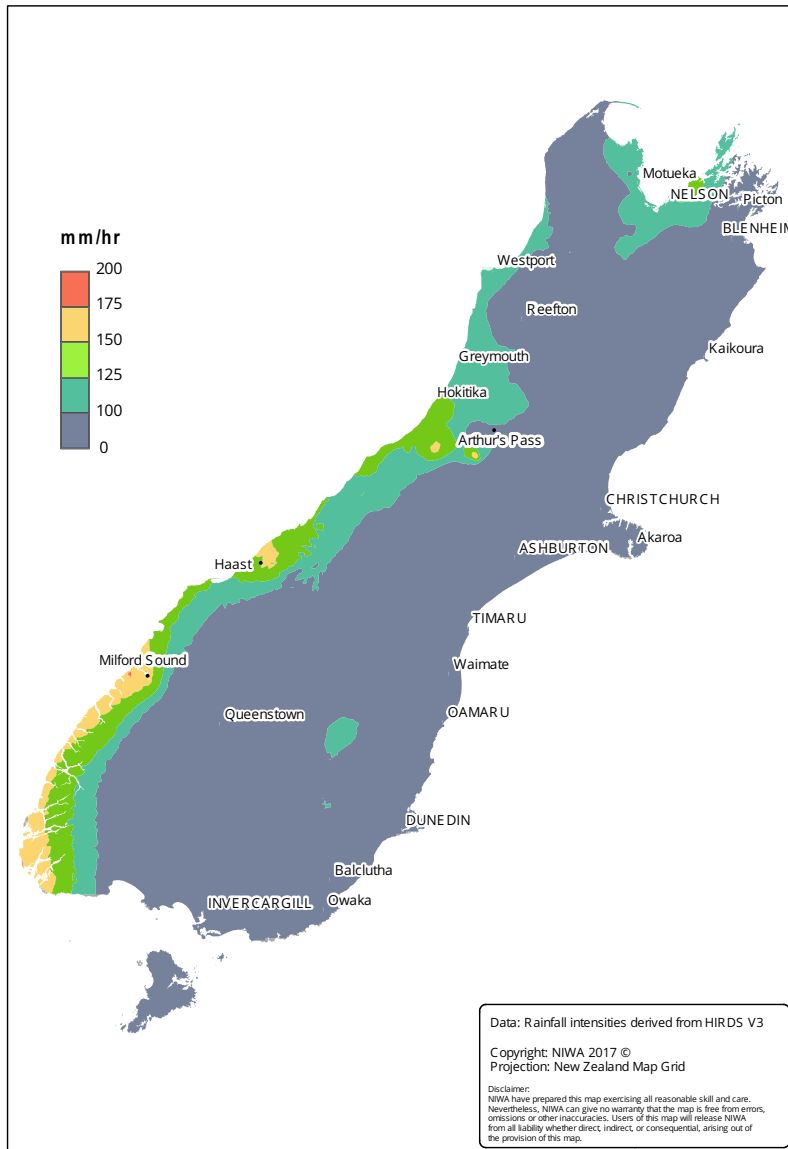 Motueka
NELSON
Picton
BLENHEIM
mm/hr
200
175
150
125
100
0
Westport
Reefton
Kaikoura
Greymouth
Hokitika
Arthur's Pass
CHRISTCHURCH
Akaroa
ASHBURTON
Haast
TIMARU
Waimate
Milford Sound
Queenstown
OAMARU
DUNEDIN
Balclutha
INVERCARGILL
Owaka
Data: Rainfall intensities derived from HIRDS V3
Copyright: NIWA 2017 ©
Projection: New Zealand Map Grid
Disclaimer:
NIWA have prepared this map exercising all reasonable skill and care.
Nevertheless, NIWA can give no warranty that the map is free from errors,
omissions or other inaccuracies. Users of this map will release NIWA
from all liability whether direct, indirect, or consequential, arising out of
the provision of this map.